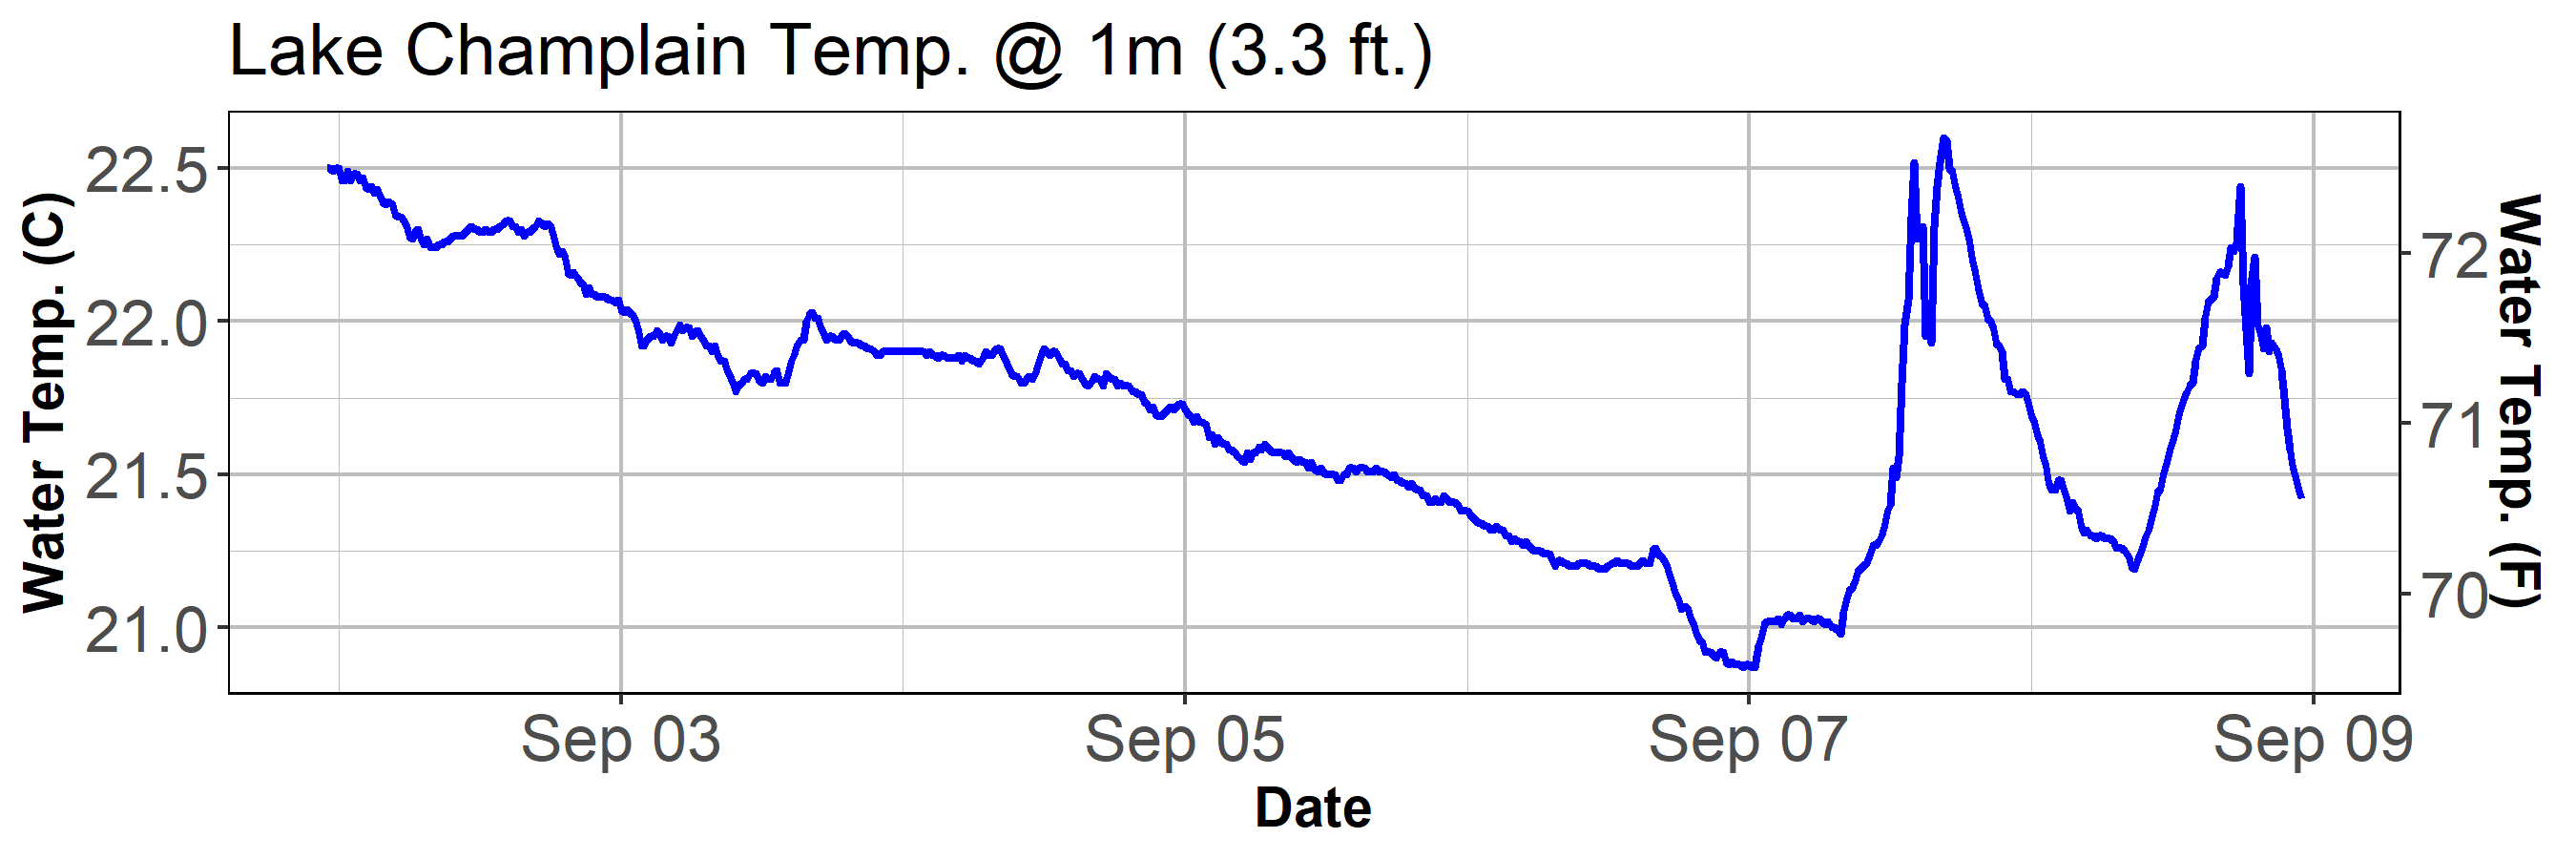 Lake Champlain Temp. @ 1m (3.3 ft.)
Water Temp. (C)
22.5
22.0
21.5
21.0
72
71
70
Water Temp. (F)
Sep 03 Sep 05 Sep 07 Sep 09
Date